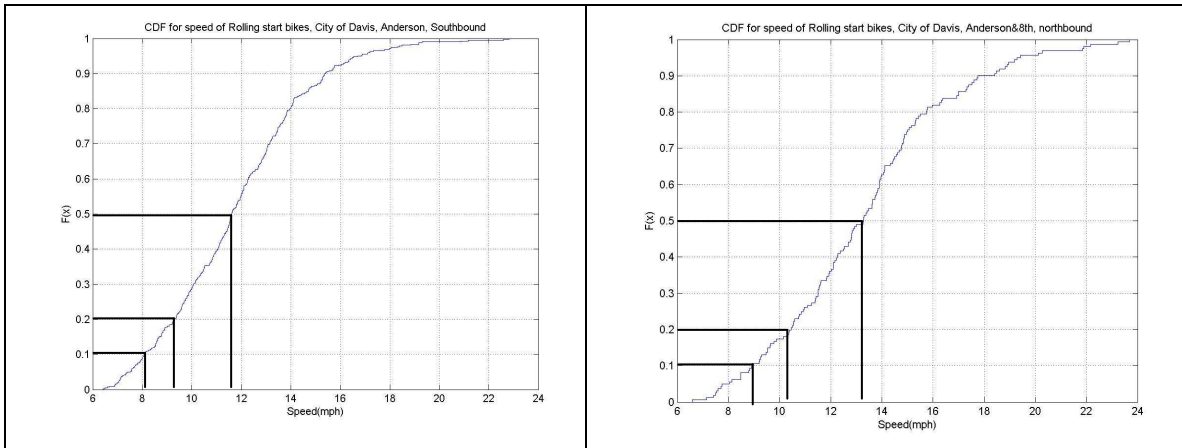 CDF for speed of Rolling start bikes, City of Davis, Anderson, Southbound
1
0.9
0.8
0.7
0.6
0.5
0.4
0.3
0.2
0.1
0
F(x)
6 8 10 12 14 16 18 20 22 24
Speed(mph)
CDF for speed of Rolling start bikes, City of Davis, Anderson&8th, northbound
1
0.9
0.8
0.7
0.6
0.5
0.4
0.3
0.2
0.1
0
F(x)
6 8 10 12 14 16 18 20 22 24
Speed(mph)